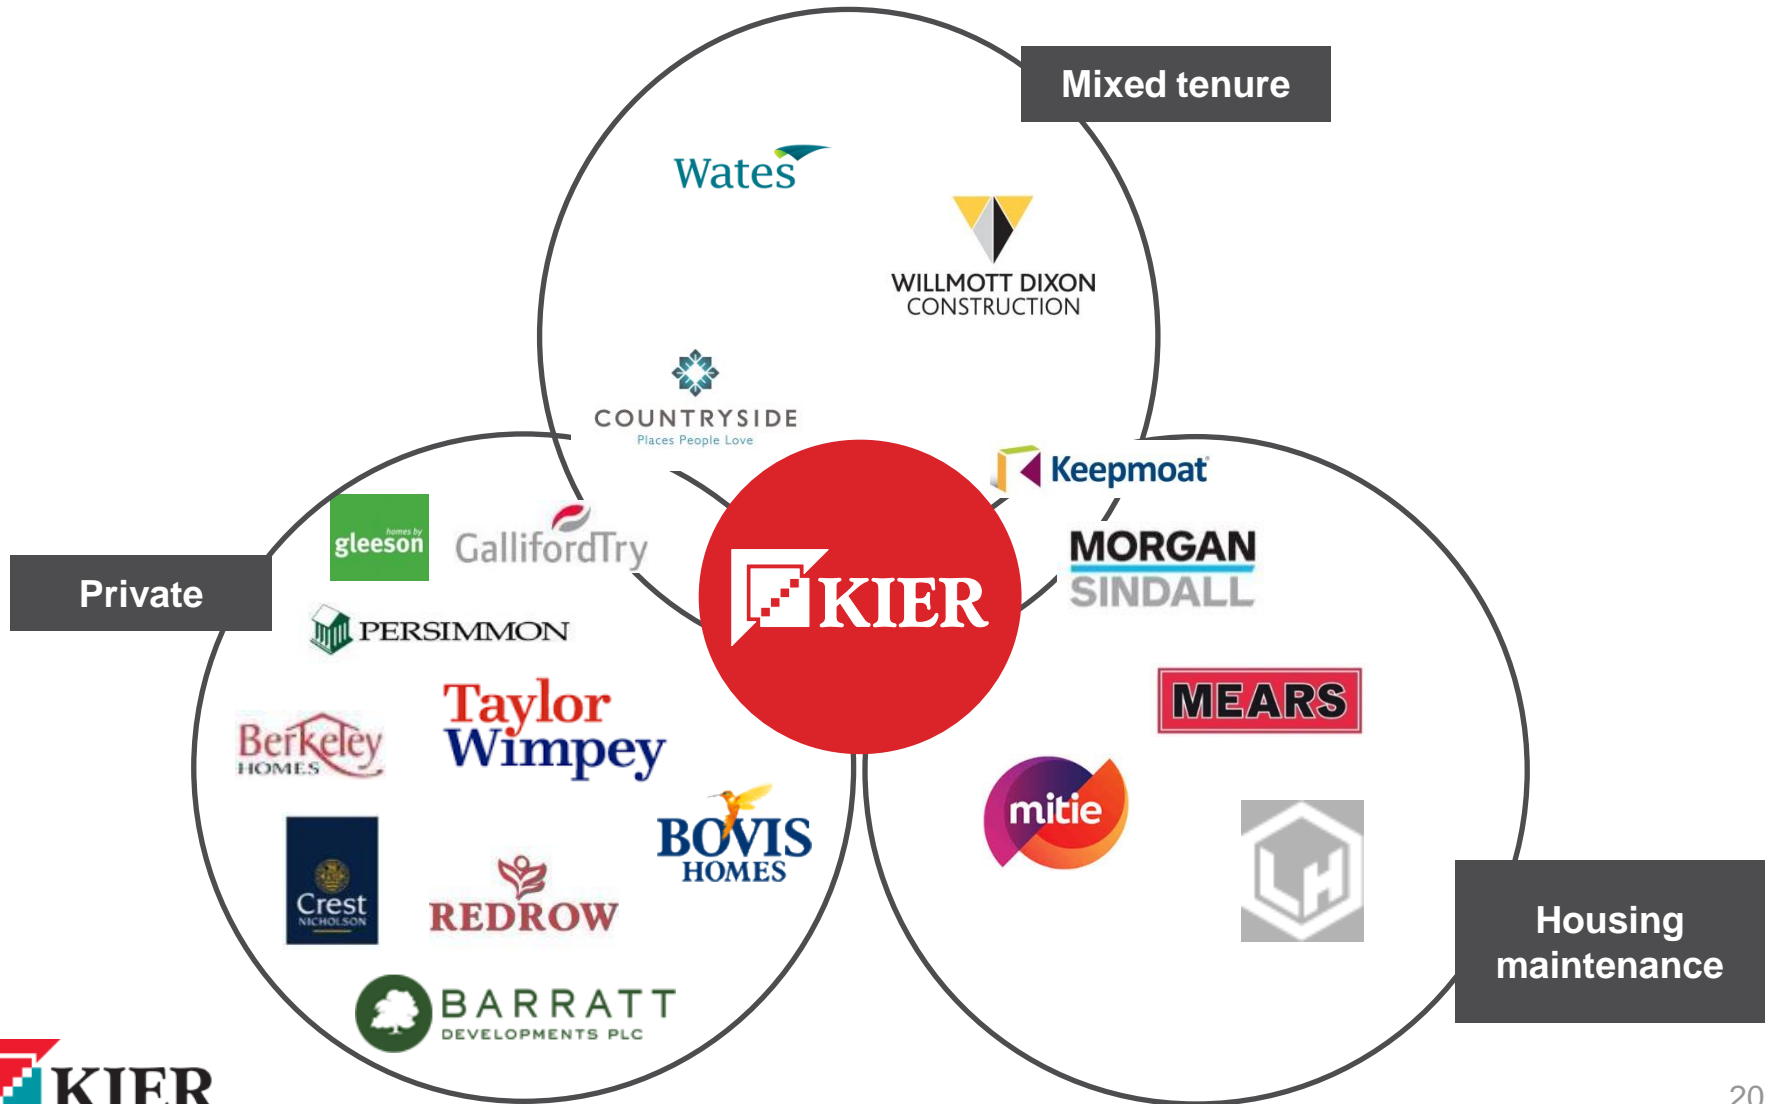 Mixed tenure
Wates
WILLMOTT DIXON
CONSTRUCTION
COUNTRYSIDE
Places People Love
Keepmoat
homes by
gleeson
GallifordTry
MORGAN
SINDALL
Private
KIER
PERSIMMON
MEARS
Taylor
Wimpey
Berkeley
HOMES
mitie
BOVIS
HOMES
LH
Crest
NICHOLSON
REDROW
Housing
maintenance
BARRATT
DEVELOPMENTS PLC
KIER
20